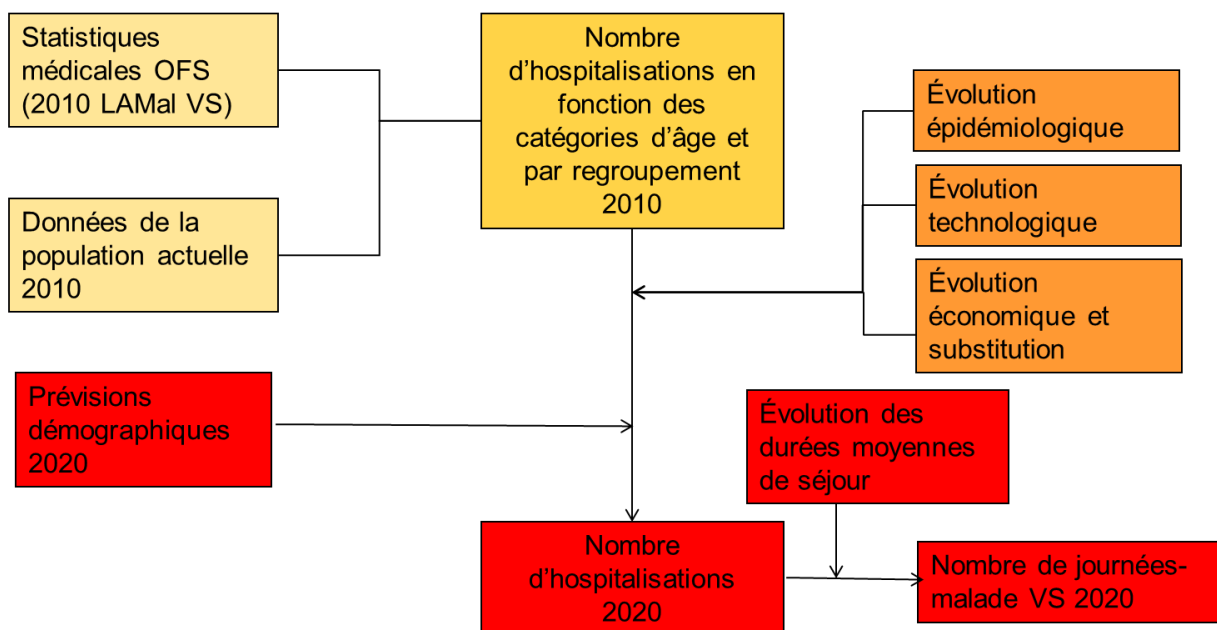 Statistiques
médicales OFS
(2010 LAMal VS)
Nombre
d’hospitalisations en
fonction des
catégories d’âge et
par regroupement
2010
Évolution
épidémiologique
Évolution
technologique
Données de la
population actuelle
2010
Évolution
économique et
substitution
Prévisions
démographiques
2020
Évolution des
durées moyennes
de séjour
Nombre
d’hospitalisations
2020
Nombre de journées-
malade VS 2020